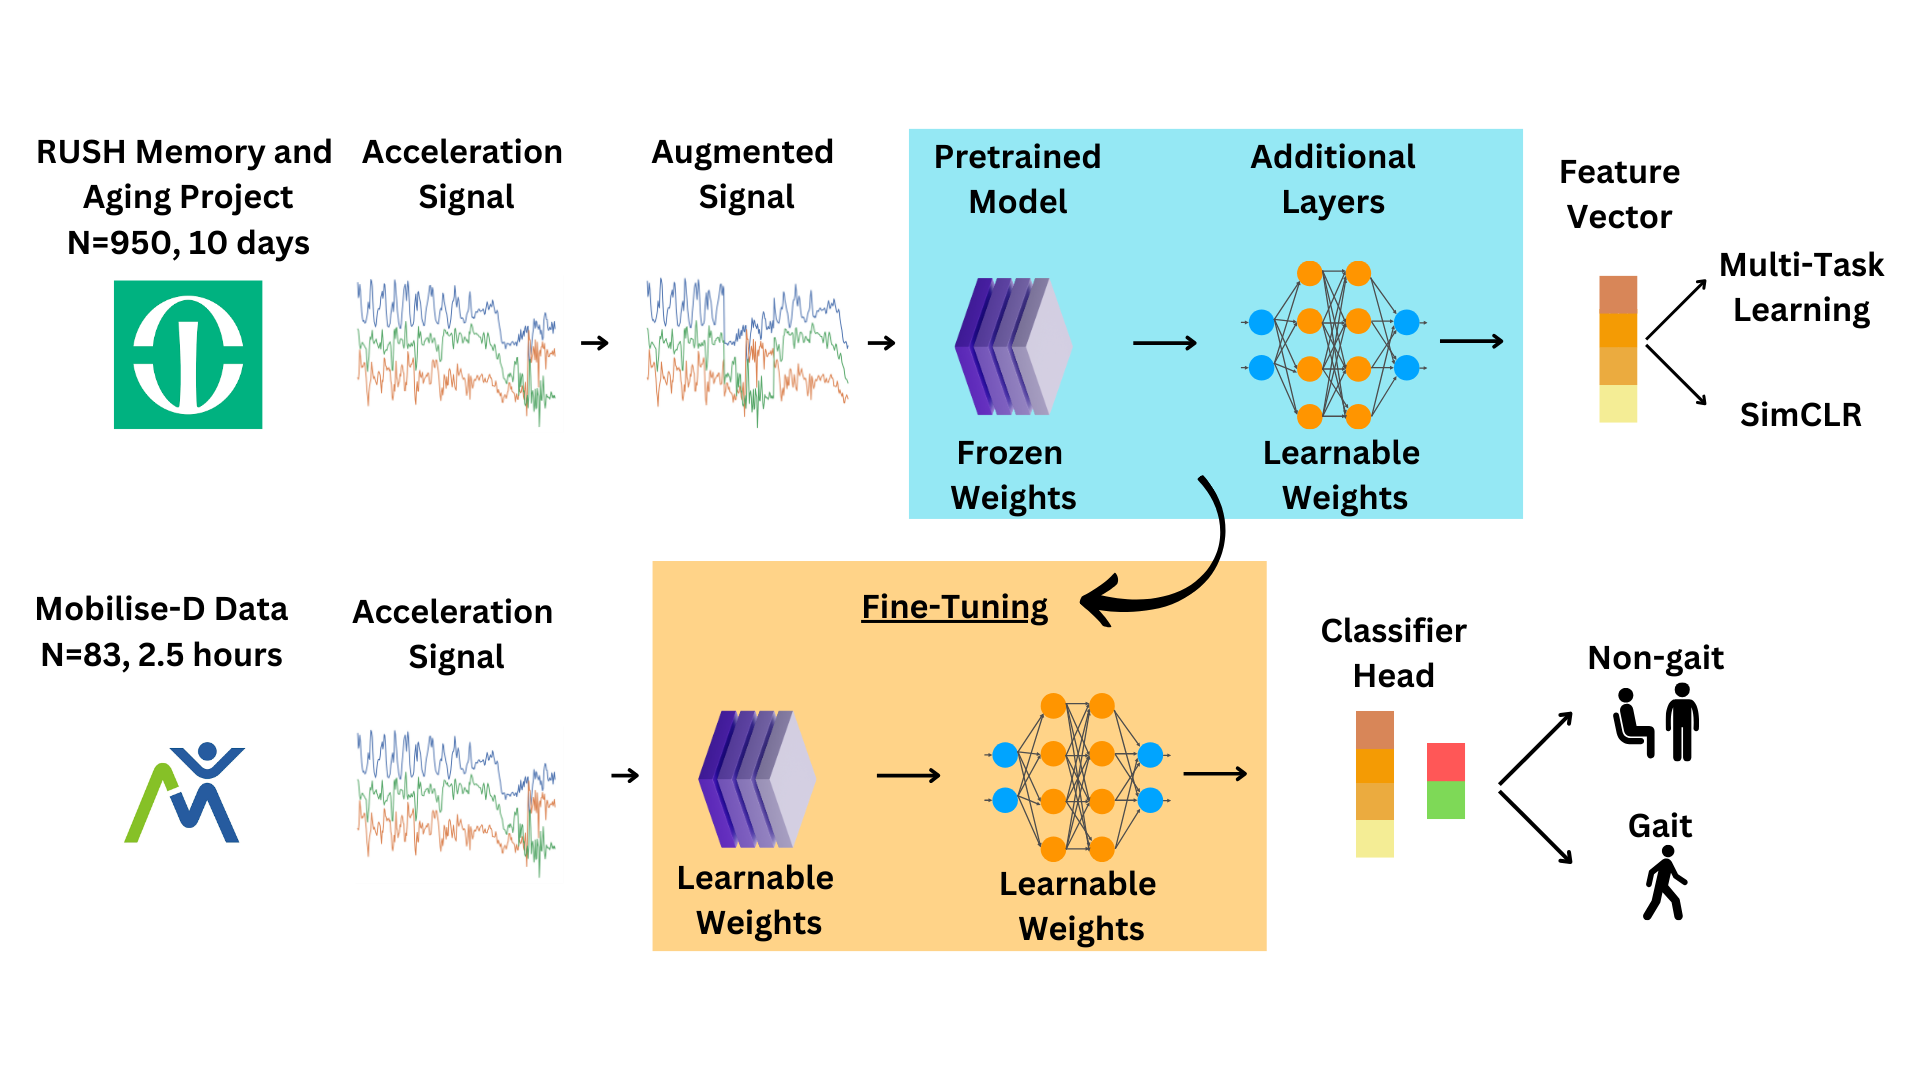 RUSH Memory and
Aging Project
N=950, 10 days
Acceleration
Signal
Augmented
Signal
Pretrained
Model
Additional
Layers
Feature
Vector
Multi-Task
Learning
SimCLR
Frozen
Weights
Learnable
Weights
Mobilise-D Data
N=83, 2.5 hours
Acceleration
Signal
Fine-Tuning
Learnable
Weights
Learnable
Weights
Classifier
Head
Non-gait
Gait